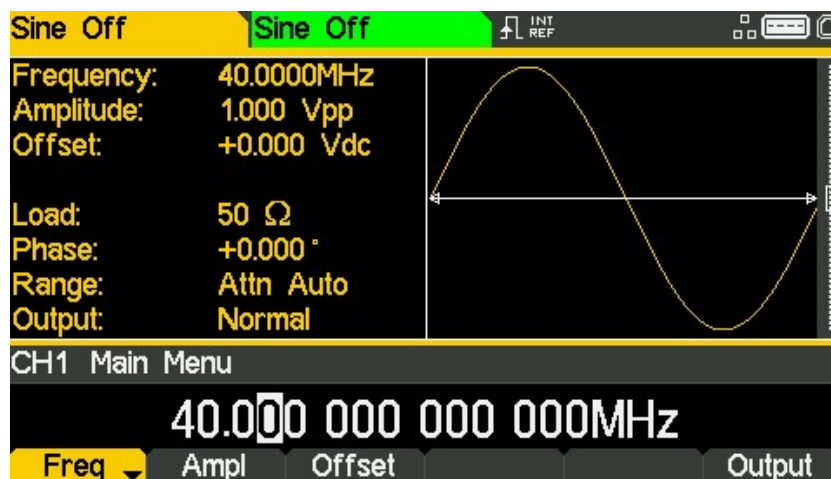 Sine Off Sine Off INT REF
Frequency: 40.0000MHz
Amplitude: 1.000 Vpp
Offset: +0.000 Vdc
Load: 50 Ω
Phase: +0.000 °
Range: Attn Auto
Output: Normal
CH1 Main Menu
40.000 000 000 000MHz
Freq Ampl Offset Output